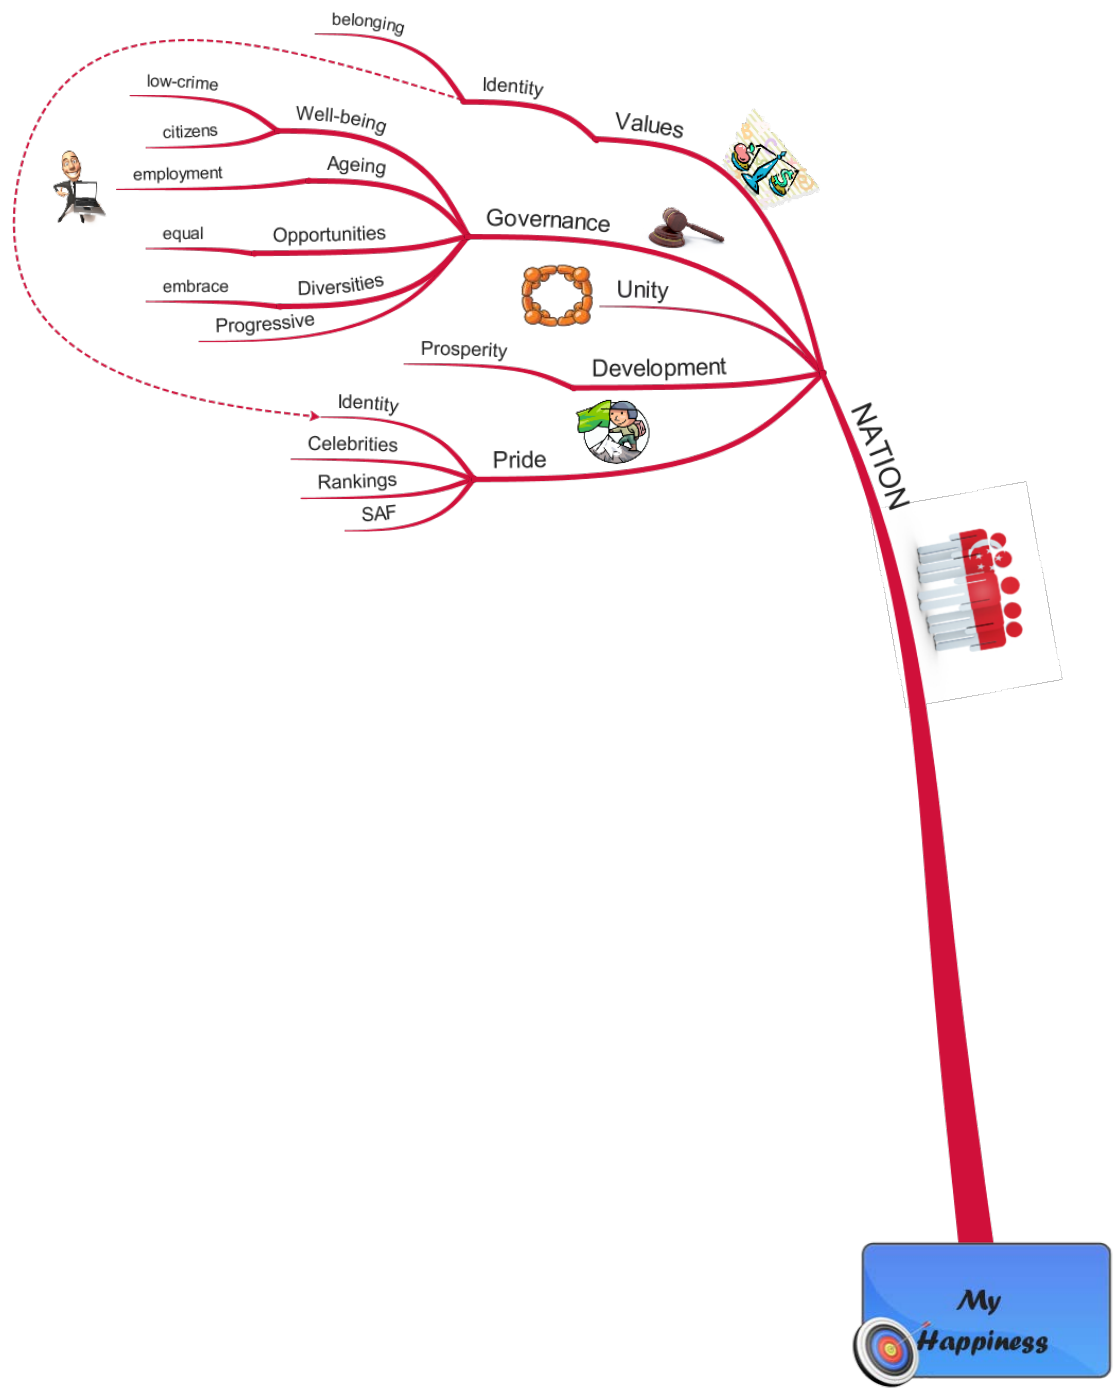 belonging
Identity
Values
low-crime
citizens
Well-being
employment
Ageing
equal
Opportunities
embrace
Diversities
Progressive
Governance
Unity
Prosperity
Development
Identity
Celebrities
Rankings
SAF
Pride
NATION
My
Happiness